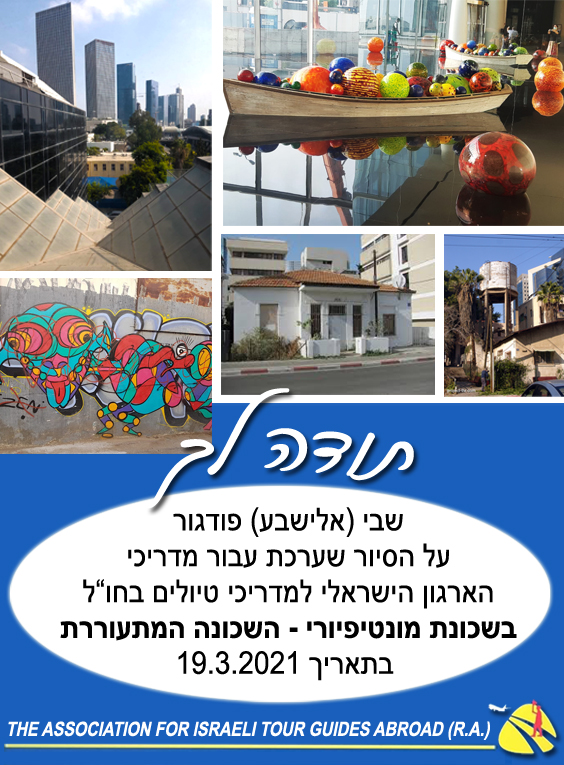 תודה לך
שבי (אלישבע) פודגור
על הסיור שערכת עבור מדריכי
הארגון הישראלי למדריכי טיולים בחו"ל
בשכונת מונטיפיורי - השכונה המתעוררת
בתאריך 19.3.2021
THE ASSOCIATION FOR ISRAELI TOUR GUIDES ABROAD (R.A.)